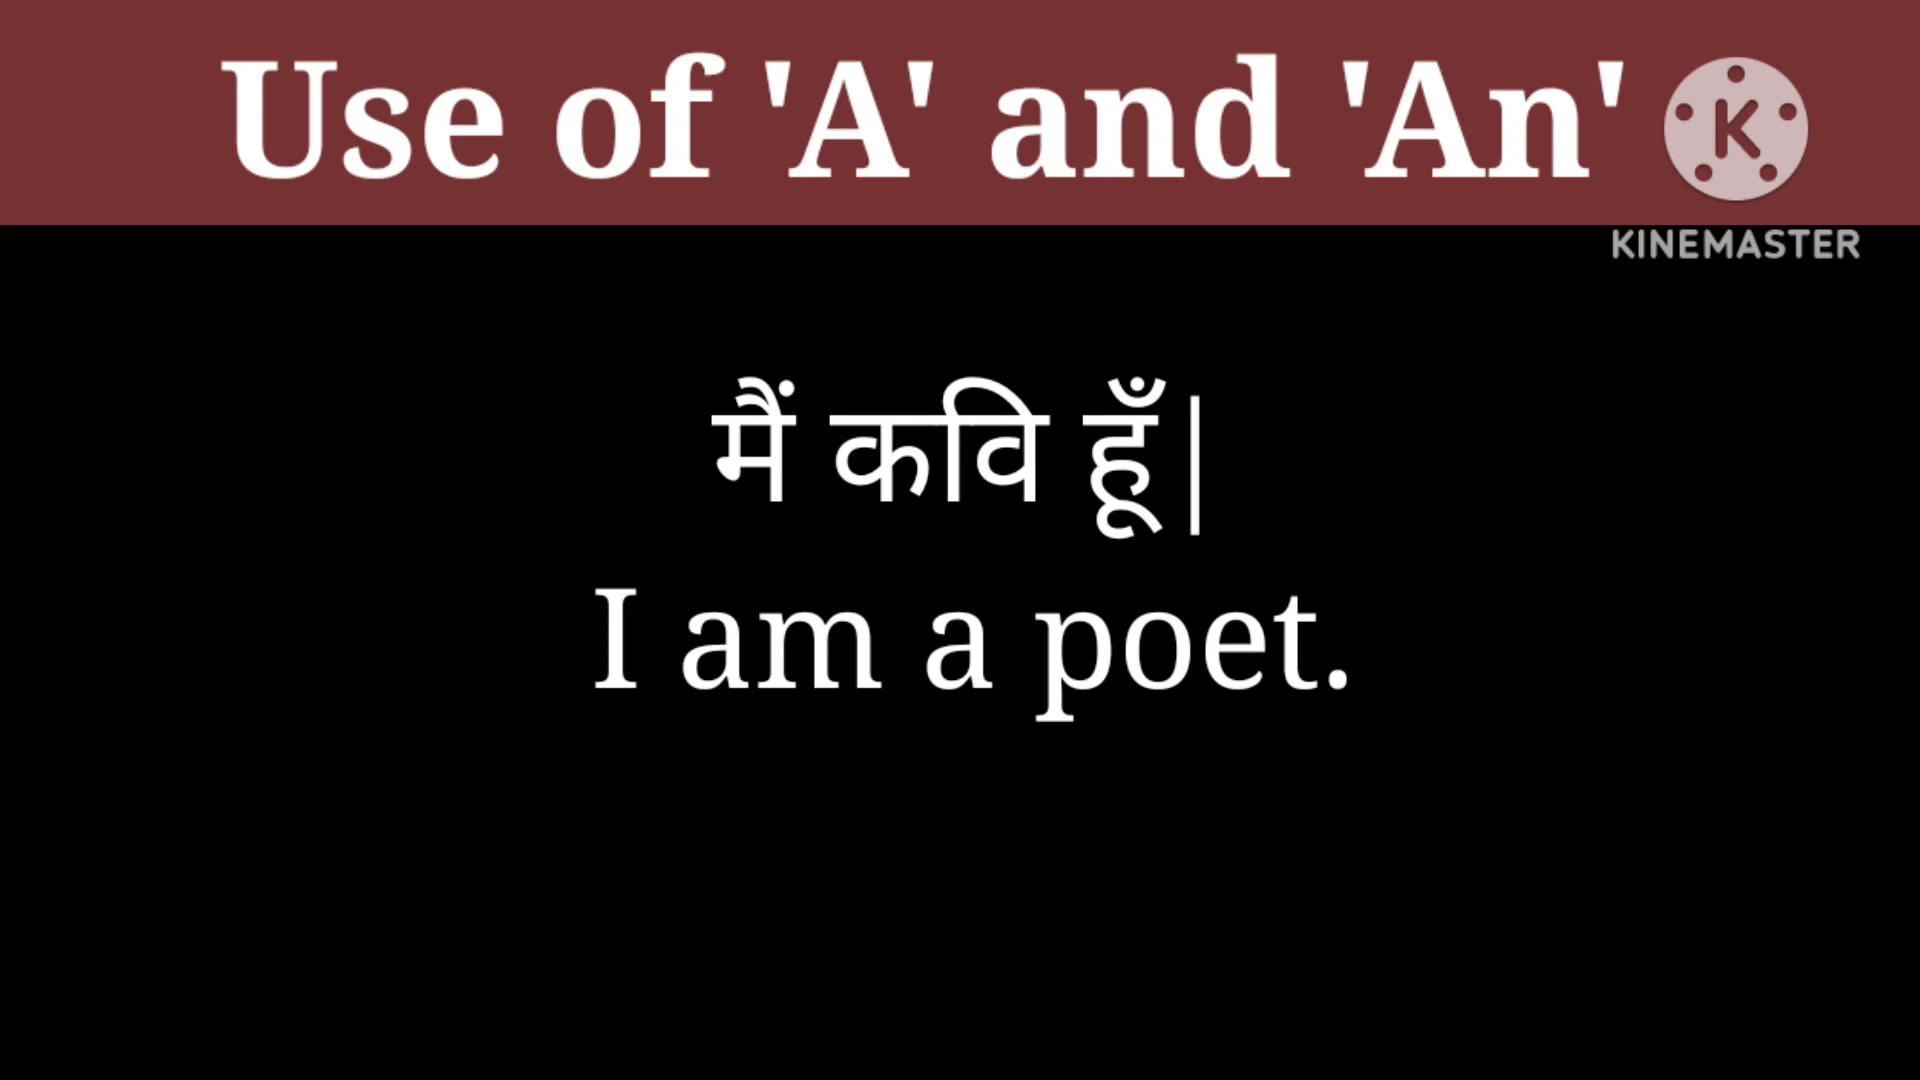 Use of 'A' and 'An'
K
KINEMASTER
मैं कवि हूँ|
I am a poet.